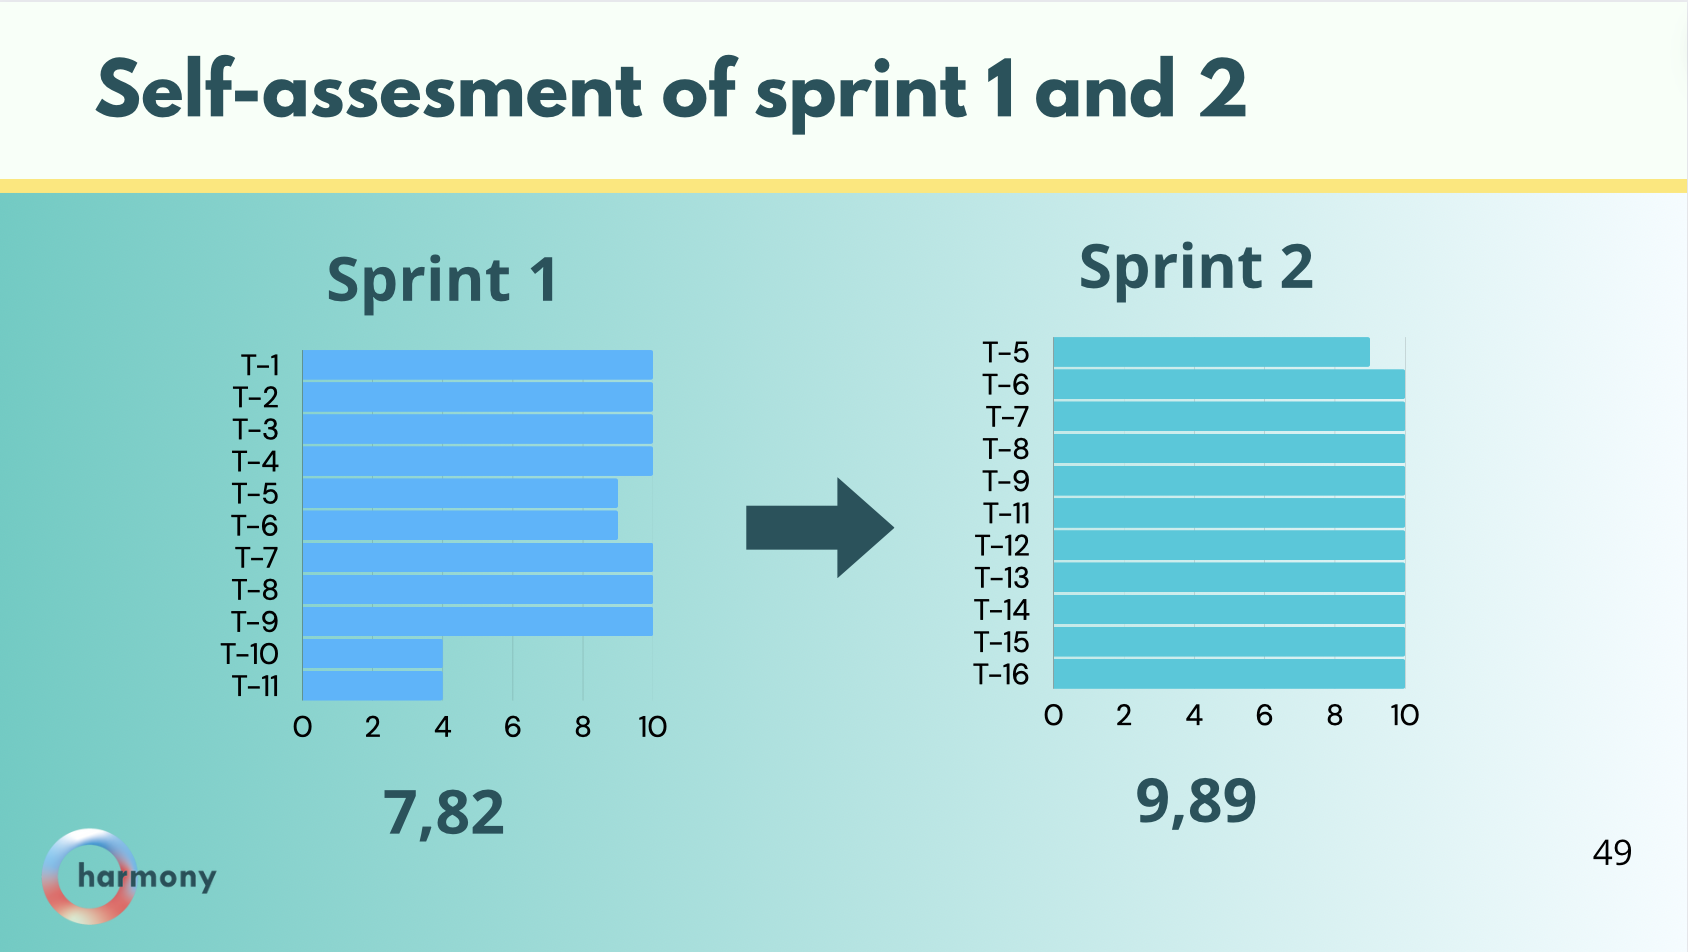 Self-assesment of sprint 1 and 2
Sprint 1
T-1
T-2
T-3
T-4
T-5
T-6
T-7
T-8
T-9
T-10
T-11
0 2 4 6 8 10
7,82
Sprint 2
T-5
T-6
T-7
T-8
T-9
T-11
T-12
T-13
T-14
T-15
T-16
0 2 4 6 8 10
9,89
harmony
49